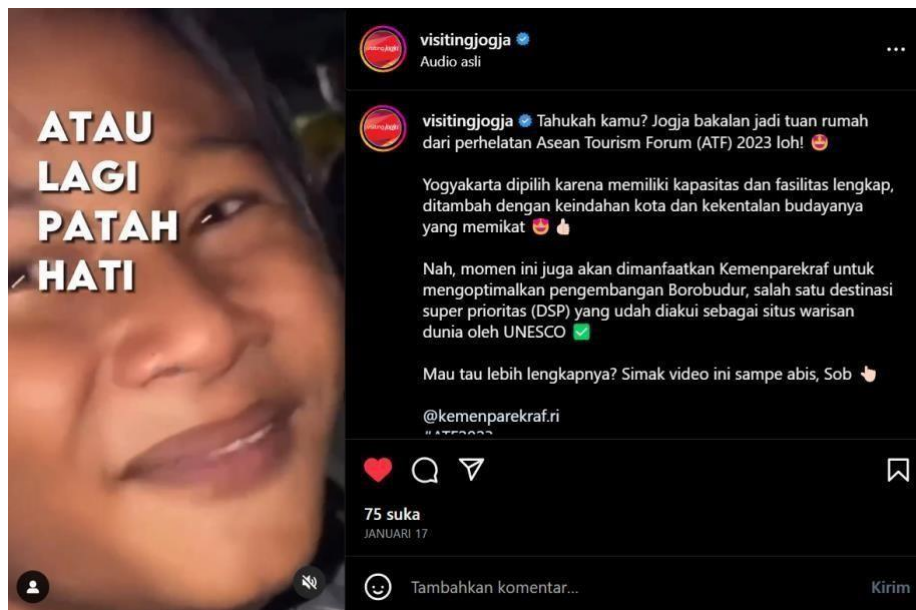 ATAU
LAGI
PATAH
HATI
visitingjogja
Audio asli
visitingjogja Tahukah kamu? Jogja bakalan jadi tuan rumah
dari perhelatan Asean Tourism Forum (ATF) 2023 loh! 🤩
Yogyakarta dipilih karena memiliki kapasitas dan fasilitas lengkap,
ditambah dengan keindahan kota dan kekentalan budayanya
yang memikat 🤩👍🏻
Nah, momen ini juga akan dimanfaatkan Kemenparekraf untuk
mengoptimalkan pengembangan Borobudur, salah satu destinasi
super prioritas (DSP) yang udah diakui sebagai situs warisan
dunia oleh UNESCO ✅
Mau tau lebih lengkapnya? Simak video ini sampe abis, Sob 👆🏻
@kemenparekraf.ri
#ATF2023
75 suka
JANUARI 17
Tambahkan komentar...
Kirim